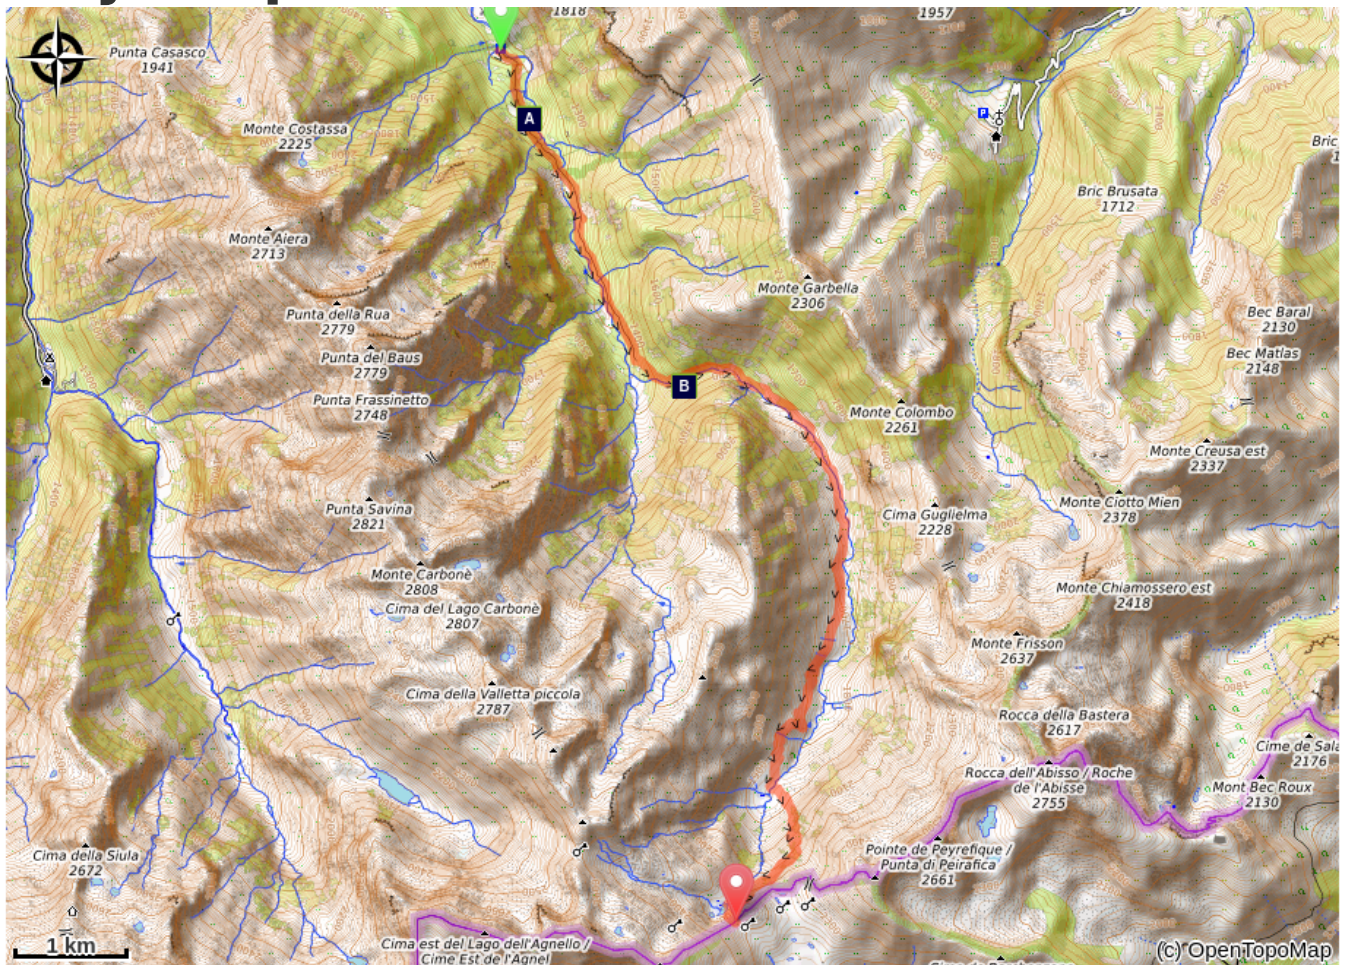 1818
1957
Punta Casasco
1941
A
P
Monte Costassa
2225
Bric
Bric Brusata
1712
Monte Aiera
2713
Monte Garbella
2306
Punta della Rua
2779
Bec Baral
2130
Punta del Baus
2779
Bec Matlas
2148
B
Punta Frassinetto
2748
Monte Colombo
2261
Monte Creusa est
2337
Punta Savina
2821
Cima Guglielma
2228
Monte Ciotto Mien
2378
Monte Carbonè
2808
Monte Chiamossero est
2418
Cima del Lago Carbonè
2807
Monte Frisson
2637
Cima della Valletta piccola
2787
Rocca della Bastera
2617
Cime de Sala
2176
Rocca dell'Abisso / Roche
de l'Abisse
2755
Mont Bec Roux
2130
Cima della Siula
2672
Pointe de Peyrefique /
Punta di Peirafica
2661
1 km
Cima est del Lago dell'Agnello /
Cime Est de l'Agnel
(c) OpenTopoMap